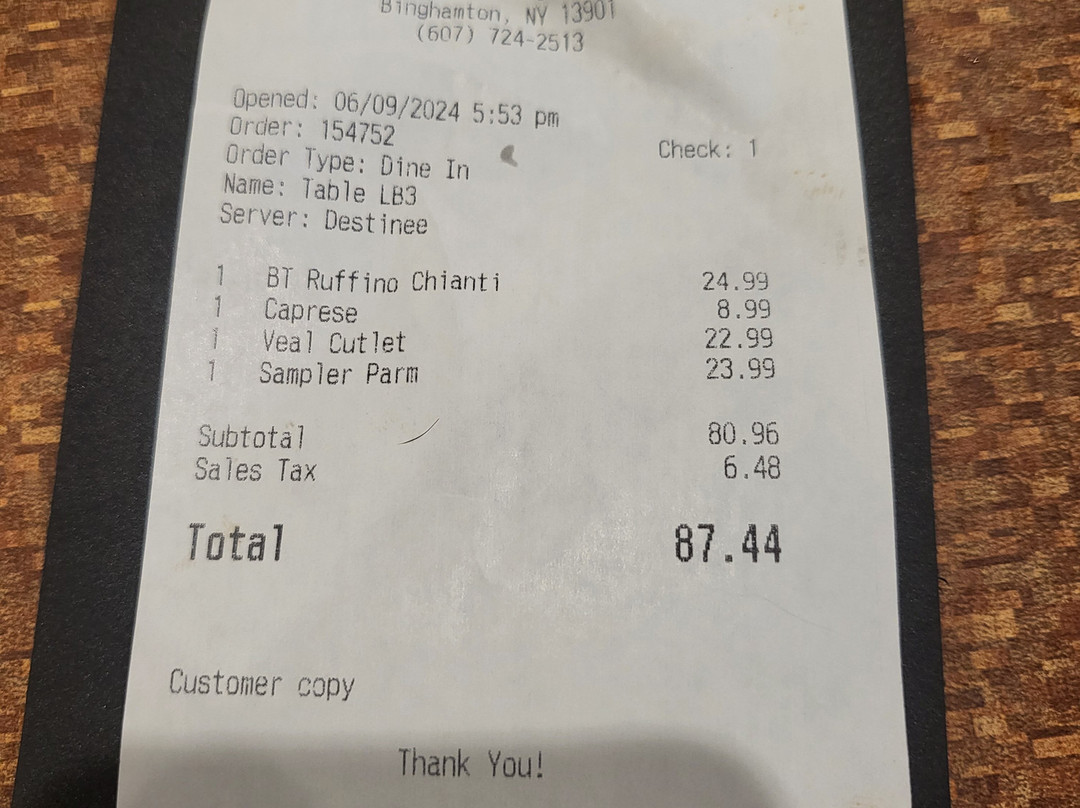 Binghamton, NY 13901
(607) 724-2513
Opened: 06/09/2024 5:53 pm
Order: 154752
Check: 1
Order Type: Dine In
Name: Table LB3
Server: Destinee
1 BT Ruffino Chianti 24.99
1 Caprese 8.99
1 Veal Cutlet 22.99
1 Sampler Parm 23.99
Subtotal 80.96
Sales Tax 6.48
Total 87.44
Customer copy
Thank You!